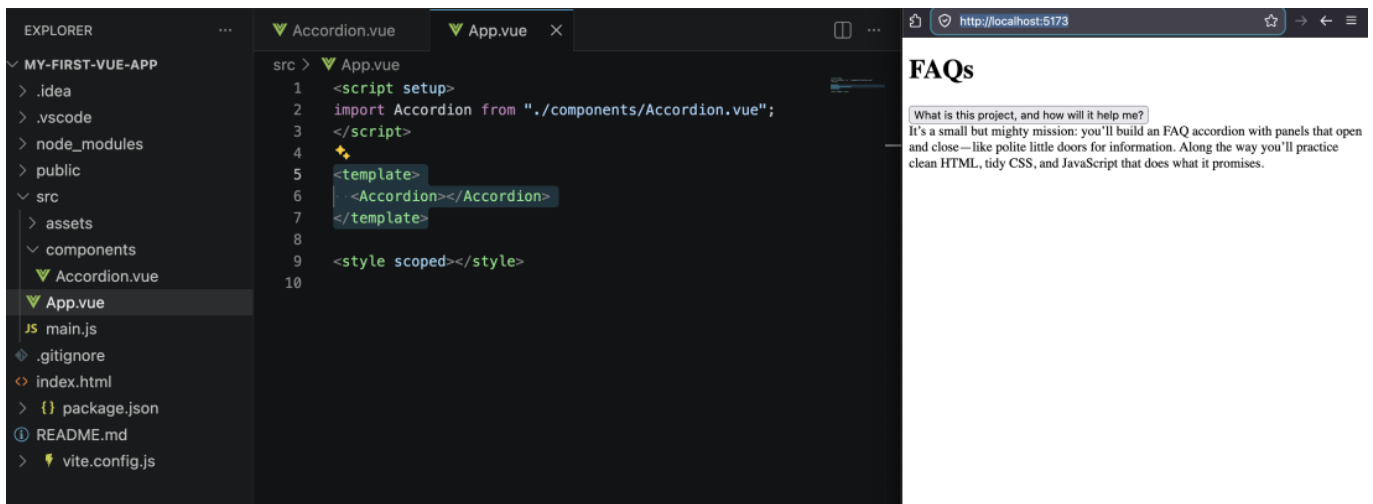 EXPLORER
MY-FIRST-VUE-APP
.idea
.vscode
node_modules
public
src
assets
components
Accordion.vue
App.vue
JS main.js
.gitignore
<> index.html
{} package.json
README.md
vite.config.js
Accordion.vue
App.vue
src > App.vue
1 <script setup>
2 import Accordion from "./components/Accordion.vue";
3 </script>
4
5 <template>
6 <Accordion></Accordion>
7 </template>
8
9 <style scoped></style>
10
http://localhost:5173
FAQs
What is this project, and how will it help me?
It’s a small but mighty mission: you’ll build an FAQ accordion with panels that open
and close—like polite little doors for information. Along the way you’ll practice
clean HTML, tidy CSS, and JavaScript that does what it promises.